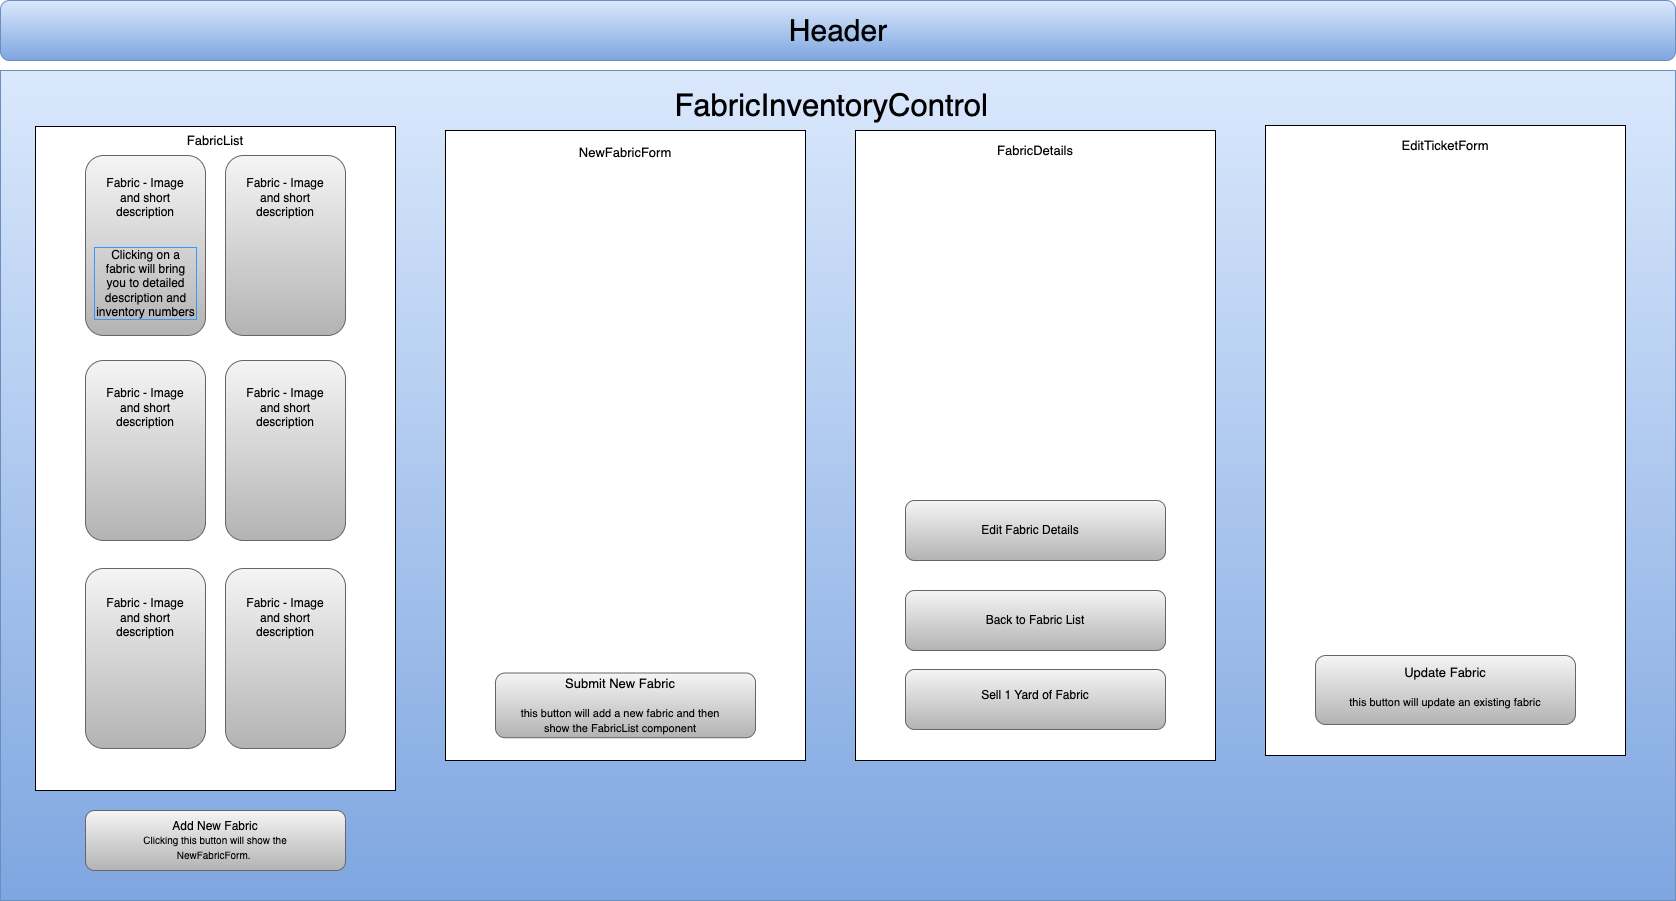 Header
FabricInventoryControl
FabricList
Fabric - Image
and short
description
Clicking on a
fabric will bring
you to detailed
description and
inventory numbers
Fabric - Image
and short
description
Fabric - Image
and short
description
Fabric - Image
and short
description
Fabric - Image
and short
description
Fabric - Image
and short
description
Add New Fabric
Clicking this button will show the
NewFabricForm.
NewFabricForm
Submit New Fabric
this button will add a new fabric and then
show the FabricList component
FabricDetails
Edit Fabric Details
Back to Fabric List
Sell 1 Yard of Fabric
EditTicketForm
Update Fabric
this button will update an existing fabric